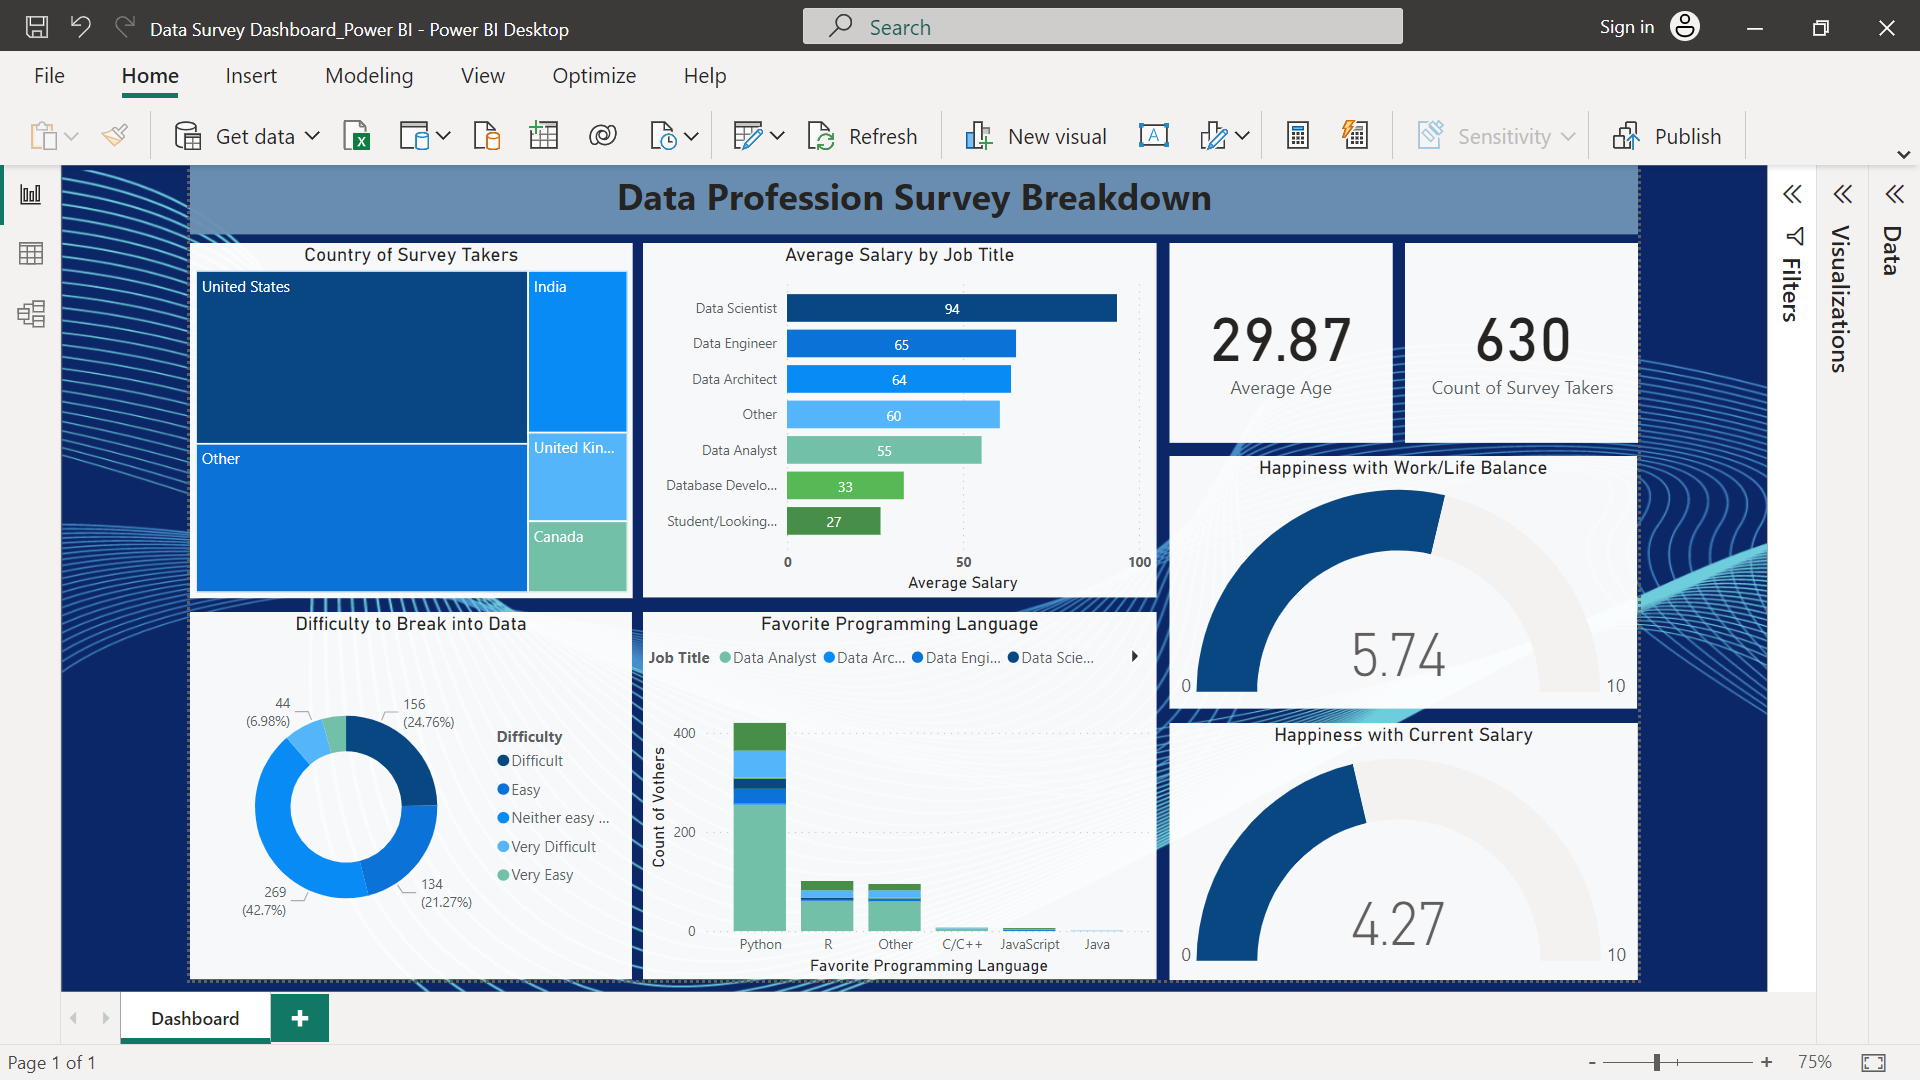 Data Survey Dashboard_Power BI - Power BI Desktop
Search
Sign in
File Home Insert Modeling View Optimize Help
Get data
Refresh
New visual
A
Sensitivity
Publish
Data Profession Survey Breakdown
Country of Survey Takers
United States
India
Other
United Kin...
Canada
Average Salary by Job Title
Data Scientist 94
Data Engineer 65
Data Architect 64
Other 60
Data Analyst 55
Database Develo... 33
Student/Looking... 27
0 50 100
Average Salary
29.87
Average Age
630
Count of Survey Takers
Happiness with Work/Life Balance
5.74
0 10
Difficulty to Break into Data
44
(6.98%)
156
(24.76%)
269
(42.7%)
134
(21.27%)
Difficulty
Difficult
Easy
Neither easy ...
Very Difficult
Very Easy
Favorite Programming Language
Job Title Data Analyst Data Arc... Data Engi... Data Scie...
Count of Vothers
400
200
0
Python R Other C/C++ JavaScript Java
Favorite Programming Language
Happiness with Current Salary
4.27
0 10
Filters
Visualizations
Data
Dashboard
Page 1 of 1
- + 75%